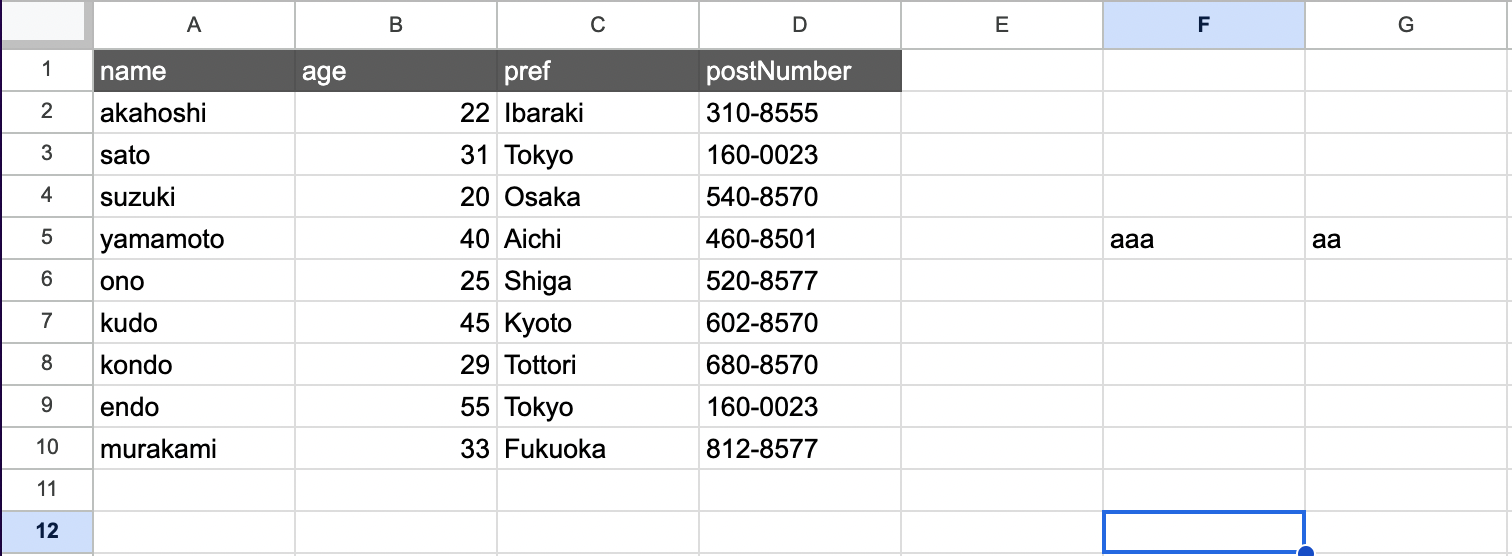 A B C D E F G
1 name age pref postNumber
2 akahoshi 22 Ibaraki 310-8555
3 sato 31 Tokyo 160-0023
4 suzuki 20 Osaka 540-8570
5 yamamoto 40 Aichi 460-8501 aaa aa
6 ono 25 Shiga 520-8577
7 kudo 45 Kyoto 602-8570
8 kondo 29 Tottori 680-8570
9 endo 55 Tokyo 160-0023
10 murakami 33 Fukuoka 812-8577
11
12